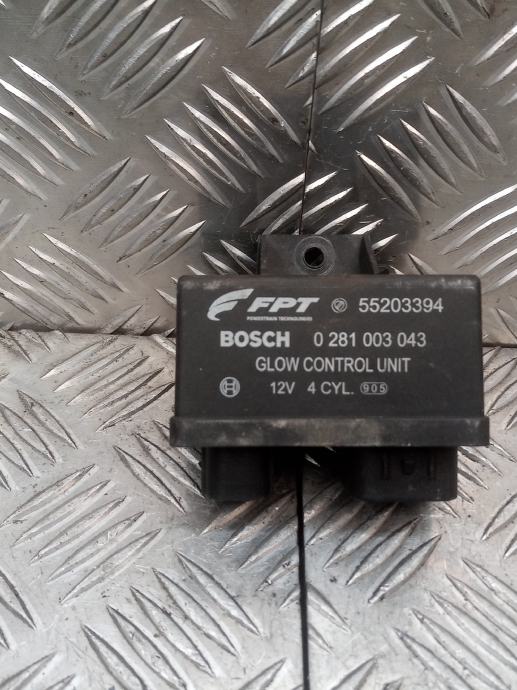 FPT 55203394
POWERTRAIN TECHNOLOGIES
BOSCH 0 281 003 043
GLOW CONTROL UNIT
12V 4 CYL. 905